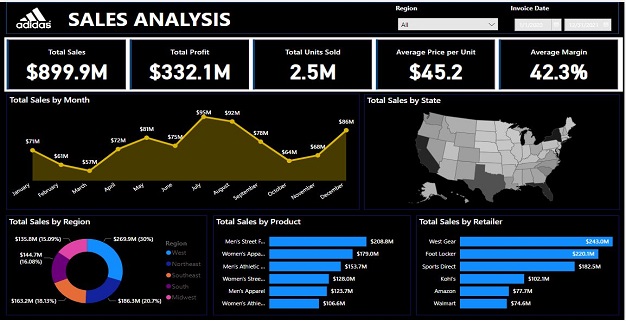 adidas
SALES ANALYSIS
Region
All
Invoice Date
Total Sales
$899.9M
Total Profit
$332.1M
Total Units Sold
2.5M
Average Price per Unit
$45.2
Average Margin
42.3%
Total Sales by Month
$71M
$61M
$57M
$72M
$81M
$75M
$95M
$92M
$78M
$64M
$68M
$86M
January
February
March
April
May
June
July
August
September
October
November
December
Total Sales by State
Total Sales by Region
$135.8M (15.09%)
$269.9M (30%)
$144.7M
(16.08%)
$163.2M (18.13%)
$186.3M (20.7%)
Region
West
Northeast
Southeast
South
Midwest
Total Sales by Product
Men's Street F... $208.8M
Women's Appa... $179.0M
Men's Athletic ... $153.7M
Women's Stree... $128.0M
Men's Apparel $123.7M
Women's Athle... $106.6M
Total Sales by Retailer
West Gear $243.0M
Foot Locker $220.1M
Sports Direct $182.5M
Kohl's $102.1M
Amazon $77.7M
Walmart $74.6M